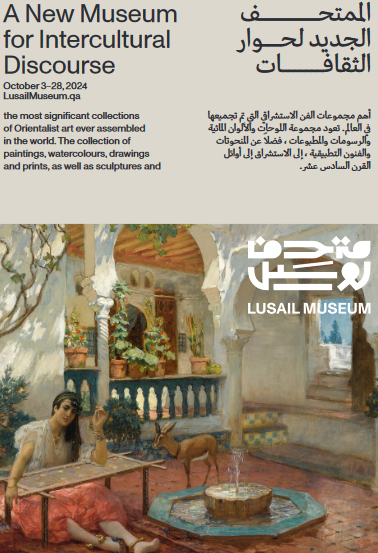 A New Museum
for Intercultural
Discourse
October 3–28, 2024
LusailMuseum.qa
المتحف
الجديد لحوار
الثقافات
the most significant collections
of Orientalist art ever assembled
in the world. The collection of
paintings, watercolours, drawings
and prints, as well as sculptures and
أهم مجموعات الفن الاستشراقي التي تم تجميعها
في العالم. تعود مجموعة اللوحات والألوان المائية
والرسومات والمطبوعات ، فضلًا عن المنحوتات
والفنون التطبيقية ، إلى الاستشراق إلى أوائل
القرن السادس عشر.
متحف
لوسيل
LUSAIL MUSEUM